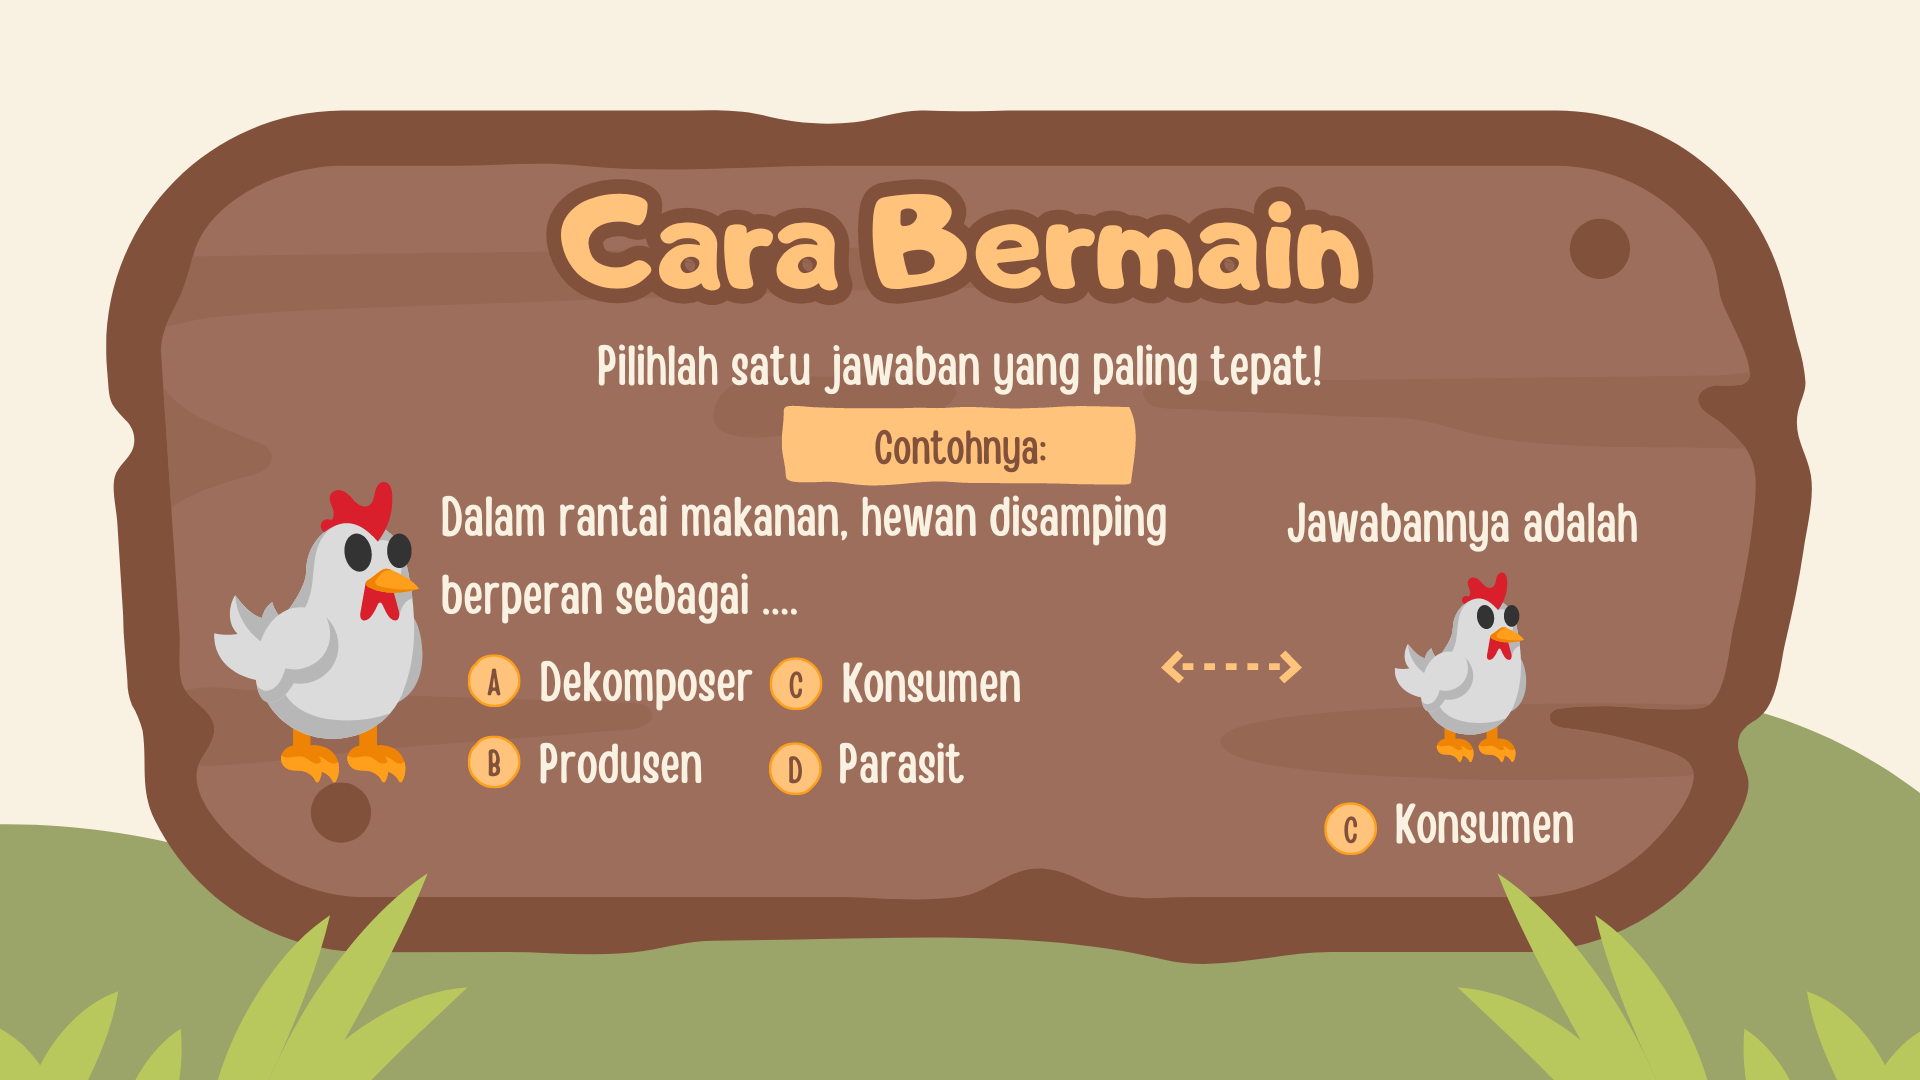 Cara Bermain
Pilihlah satu jawaban yang paling tepat!
Contohnya:
Dalam rantai makanan, hewan disamping
berperan sebagai ....
A Dekomposer
B Produsen
C Konsumen
D Parasit
Jawabannya adalah
C Konsumen